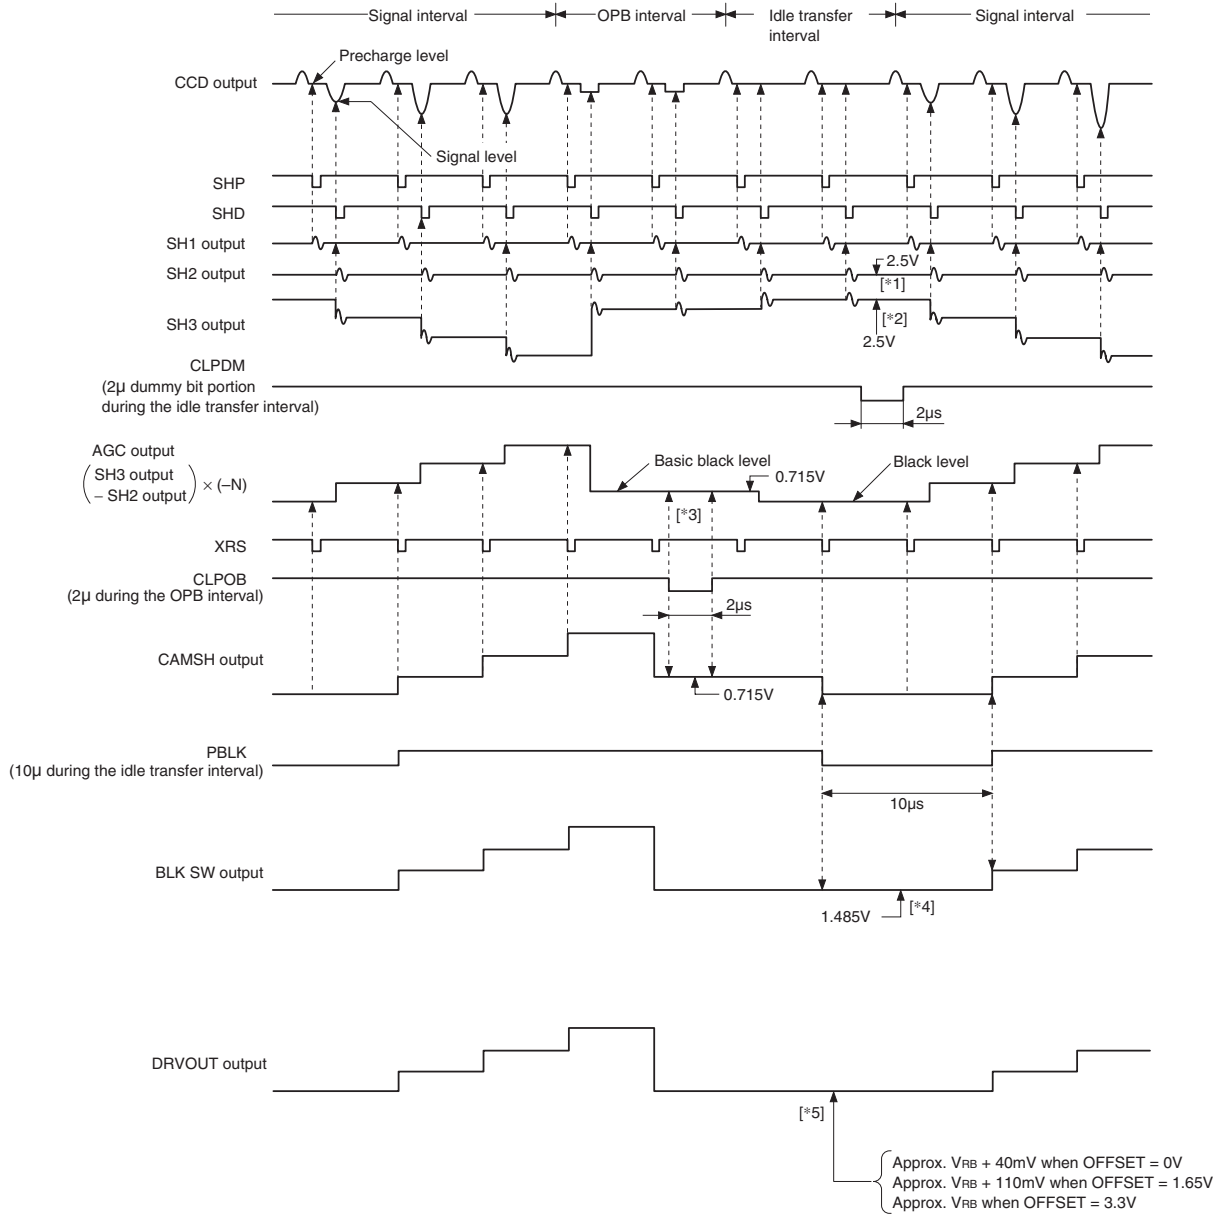 Signal interval
OPB interval
Idle transfer
interval
Signal interval
Precharge level
CCD output
Signal level
SHP
SHD
SH1 output
SH2 output
2.5V
[*1]
SH3 output
[*2]
2.5V
CLPDM
(2μ dummy bit portion
during the idle transfer interval)
2μs
AGC output
(SH3 output
– SH2 output) × (–N)
Basic black level
0.715V
Black level
[*3]
XRS
CLPOB
(2μ during the OPB interval)
2μs
CAMSH output
0.715V
PBLK
(10μ during the idle transfer interval)
10μs
BLK SW output
1.485V
[*4]
DRVOUT output
[*5]
Approx. VRB + 40mV when OFFSET = 0V
Approx. VRB + 110mV when OFFSET = 1.65V
Approx. VRB when OFFSET = 3.3V